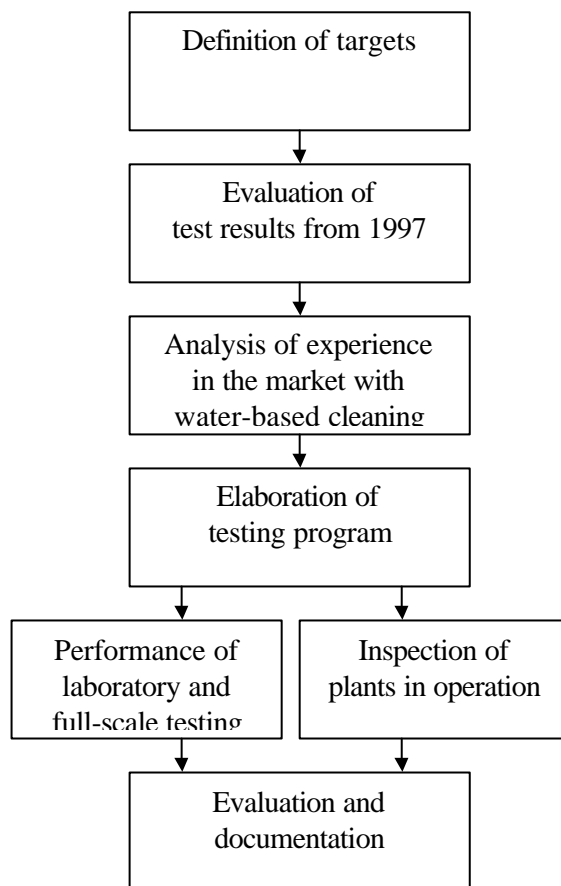 Definition of targets
Evaluation of
test results from 1997
Analysis of experience
in the market with
water-based cleaning
Elaboration of
testing program
Performance of
laboratory and
full-scale testing
Inspection of
plants in operation
Evaluation and
documentation